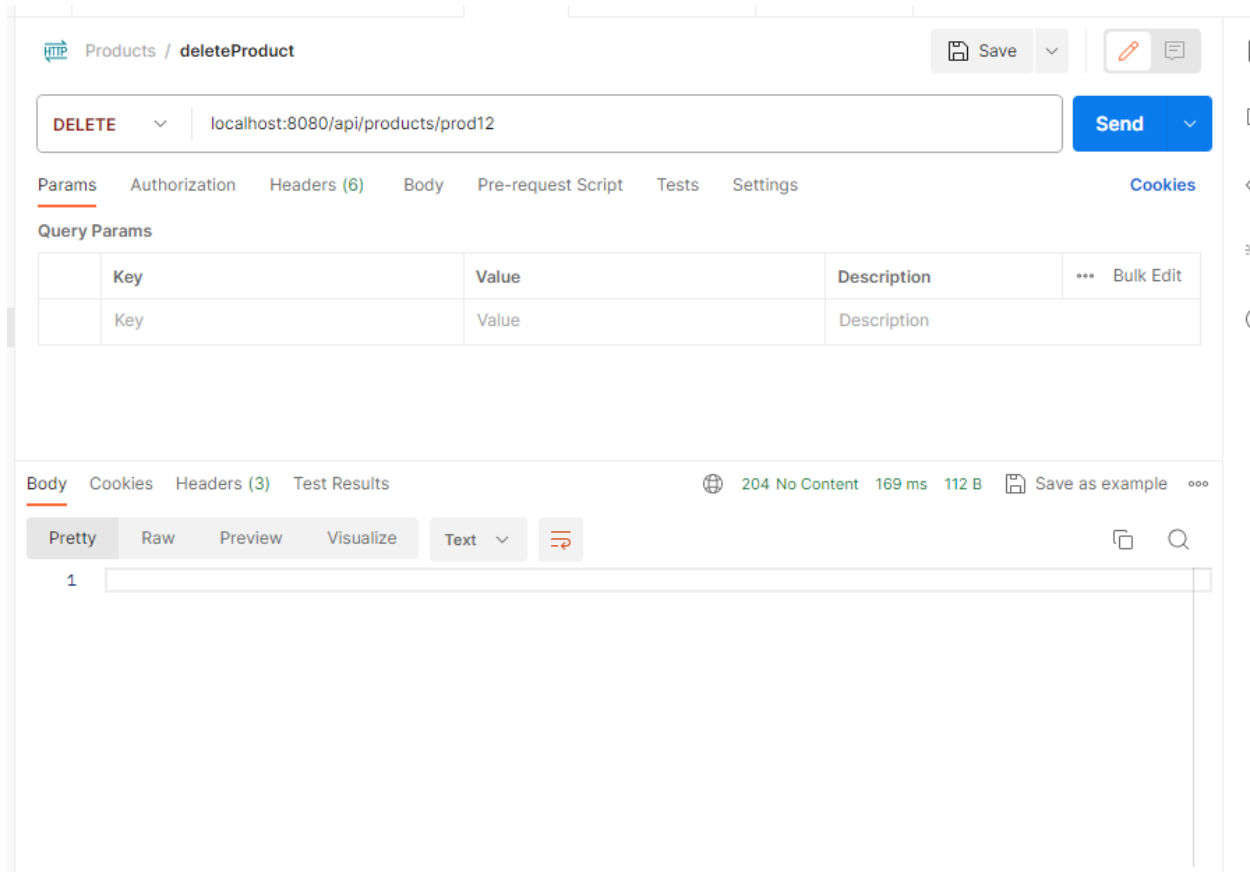 HTTP Products / deleteProduct Save
DELETE localhost:8080/api/products/prod12 Send
Params Authorization Headers (6) Body Pre-request Script Tests Settings Cookies
Query Params
Key Value Description Bulk Edit
Key Value Description
Body Cookies Headers (3) Test Results 204 No Content 169 ms 112 B Save as example
Pretty Raw Preview Visualize Text
1